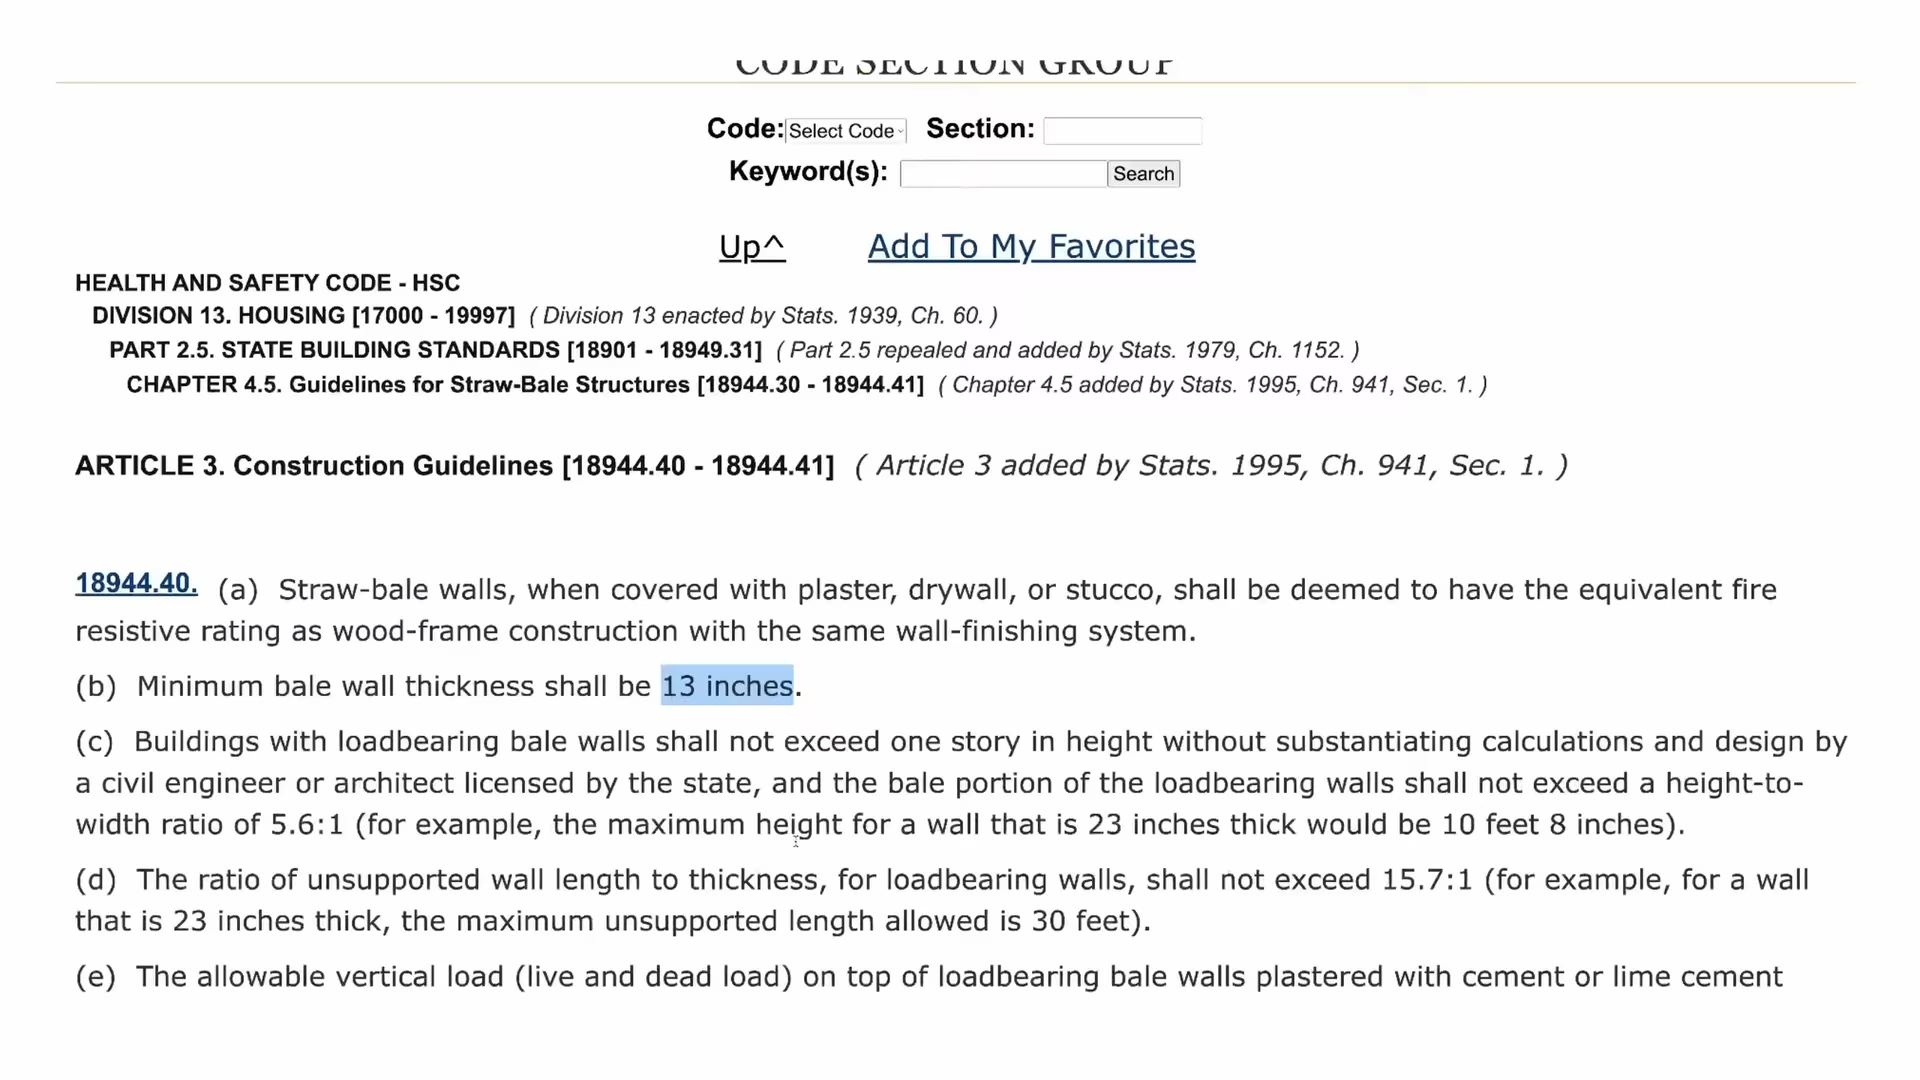 CODE SECTION GROUP
Code: Select Code Section:
Keyword(s): Search
Up^ Add To My Favorites
HEALTH AND SAFETY CODE - HSC
DIVISION 13. HOUSING [17000 - 19997] ( Division 13 enacted by Stats. 1939, Ch. 60. )
PART 2.5. STATE BUILDING STANDARDS [18901 - 18949.31] ( Part 2.5 repealed and added by Stats. 1979, Ch. 1152. )
CHAPTER 4.5. Guidelines for Straw-Bale Structures [18944.30 - 18944.41] ( Chapter 4.5 added by Stats. 1995, Ch. 941, Sec. 1. )
ARTICLE 3. Construction Guidelines [18944.40 - 18944.41] ( Article 3 added by Stats. 1995, Ch. 941, Sec. 1. )
18944.40. (a) Straw-bale walls, when covered with plaster, drywall, or stucco, shall be deemed to have the equivalent fire
resistive rating as wood-frame construction with the same wall-finishing system.
(b) Minimum bale wall thickness shall be 13 inches.
(c) Buildings with loadbearing bale walls shall not exceed one story in height without substantiating calculations and design by
a civil engineer or architect licensed by the state, and the bale portion of the loadbearing walls shall not exceed a height-to-
width ratio of 5.6:1 (for example, the maximum height for a wall that is 23 inches thick would be 10 feet 8 inches).
(d) The ratio of unsupported wall length to thickness, for loadbearing walls, shall not exceed 15.7:1 (for example, for a wall
that is 23 inches thick, the maximum unsupported length allowed is 30 feet).
(e) The allowable vertical load (live and dead load) on top of loadbearing bale walls plastered with cement or lime cement